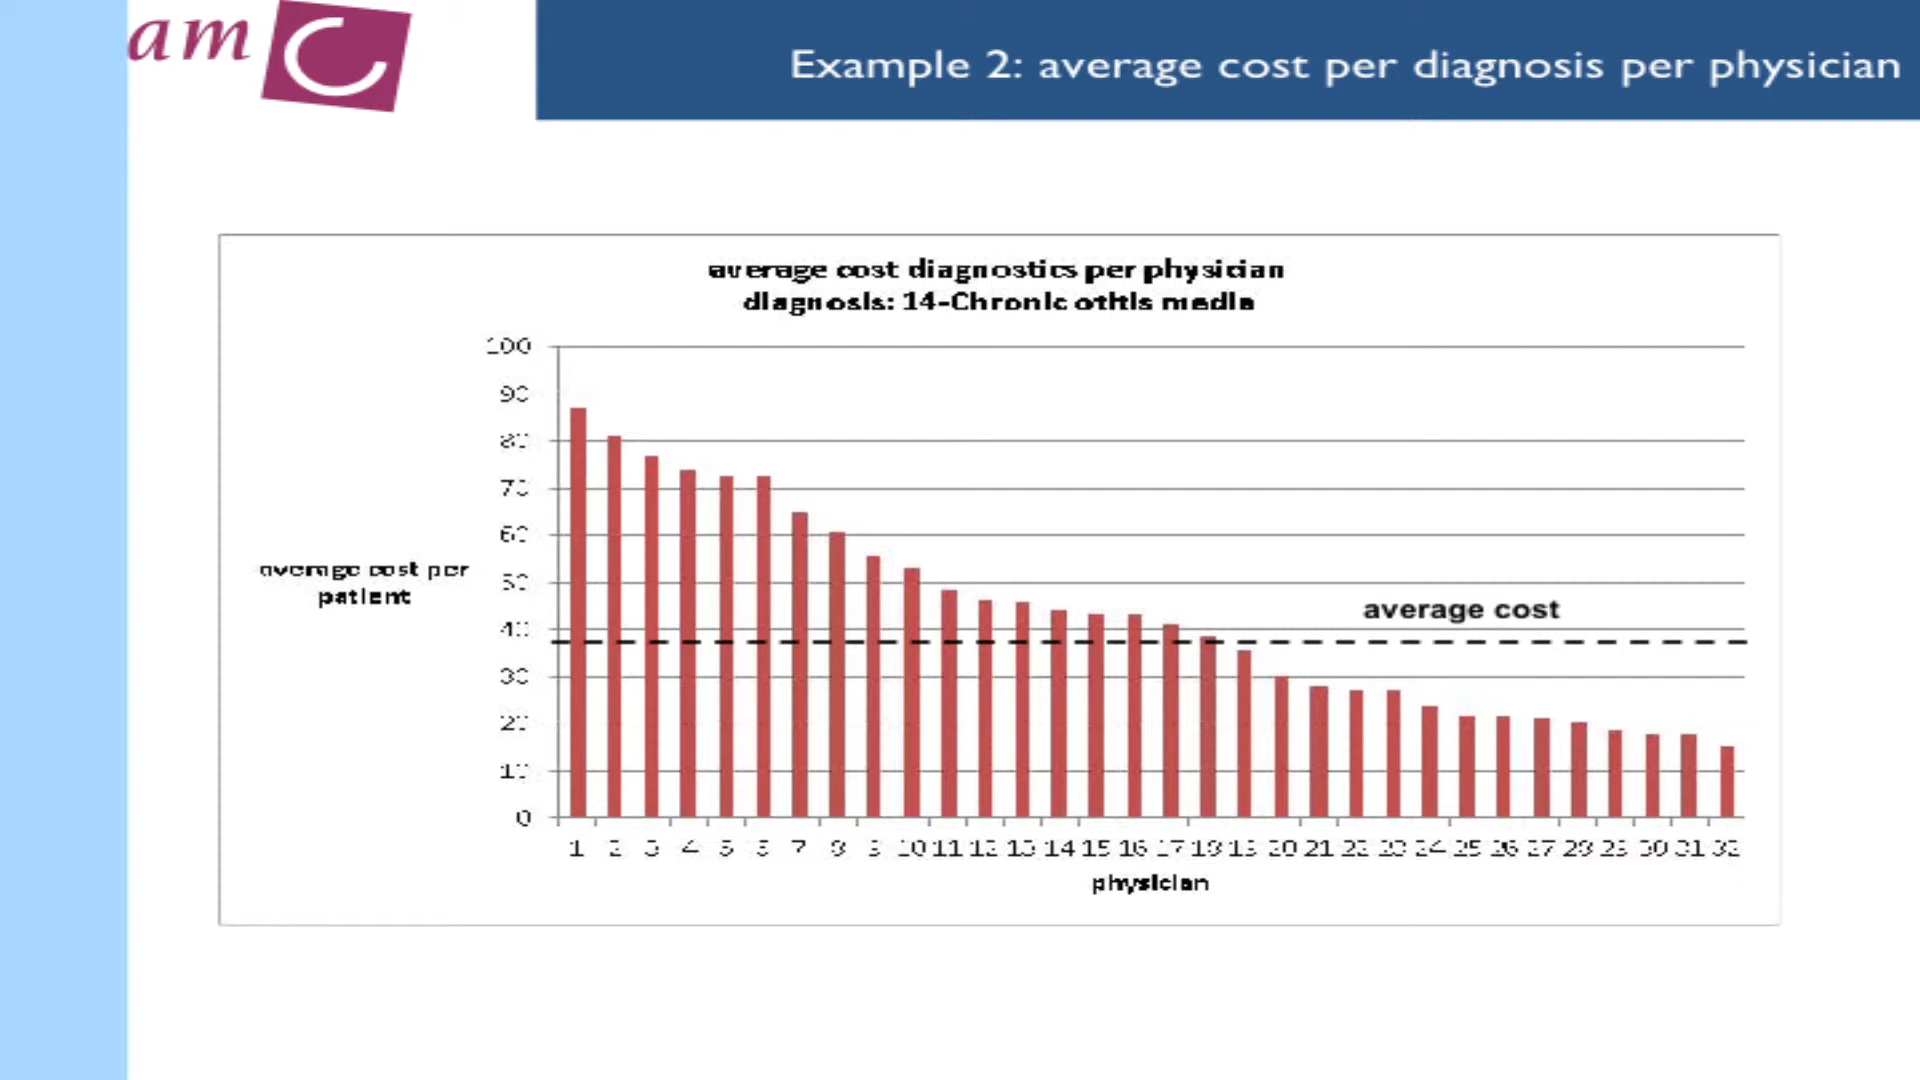 am
Example 2: average cost per diagnosis per physician
average cost diagnostics per physician
diagnosis: 14-Chronic otitis media
100
90
80
70
60
50
40
30
20
10
0
average cost per
patient
average cost
1 2 3 4 5 6 7 8 9 10 11 12 13 14 15 16 17 18 19 20 21 22 23 24 25 26 27 28 29 30 31 32
physician